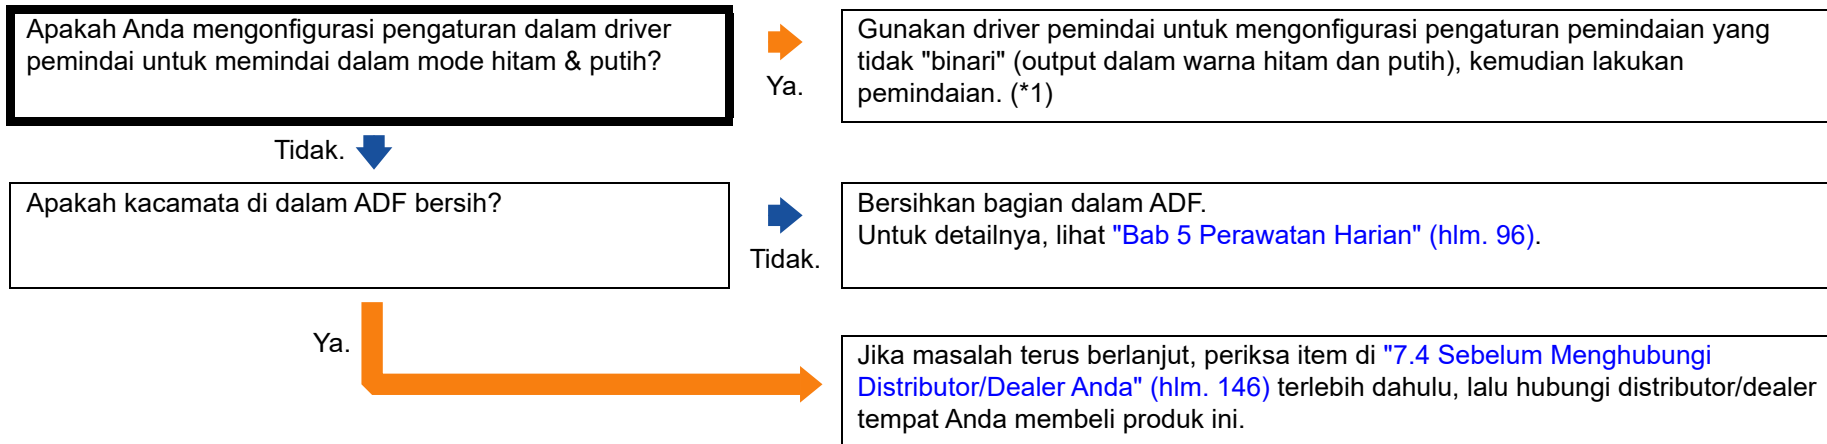 Apakah Anda mengonfigurasi pengaturan dalam driver
pemindai untuk memindai dalam mode hitam & putih?
Ya.
Gunakan driver pemindai untuk mengonfigurasi pengaturan pemindaian yang
tidak "binari" (output dalam warna hitam dan putih), kemudian lakukan
pemindaian. (*1)
Tidak.
Apakah kacamata di dalam ADF bersih?
Tidak.
Bersihkan bagian dalam ADF.
Untuk detailnya, lihat "Bab 5 Perawatan Harian" (hlm. 96).
Ya.
Jika masalah terus berlanjut, periksa item di "7.4 Sebelum Menghubungi
Distributor/Dealer Anda" (hlm. 146) terlebih dahulu, lalu hubungi distributor/dealer
tempat Anda membeli produk ini.